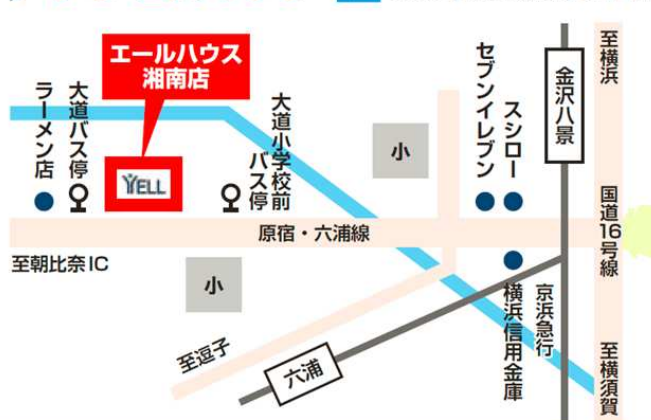 エールハウス
湘南店
ラーメン店
大道バス停
YELL
大道小学校前
バス停
小
セブンイレブン
スシロー
金沢八景
至横浜
国道16号線
原宿・六浦線
至朝比奈IC
小
至逗子
六浦
横浜信用金庫
京浜急行
至横須賀